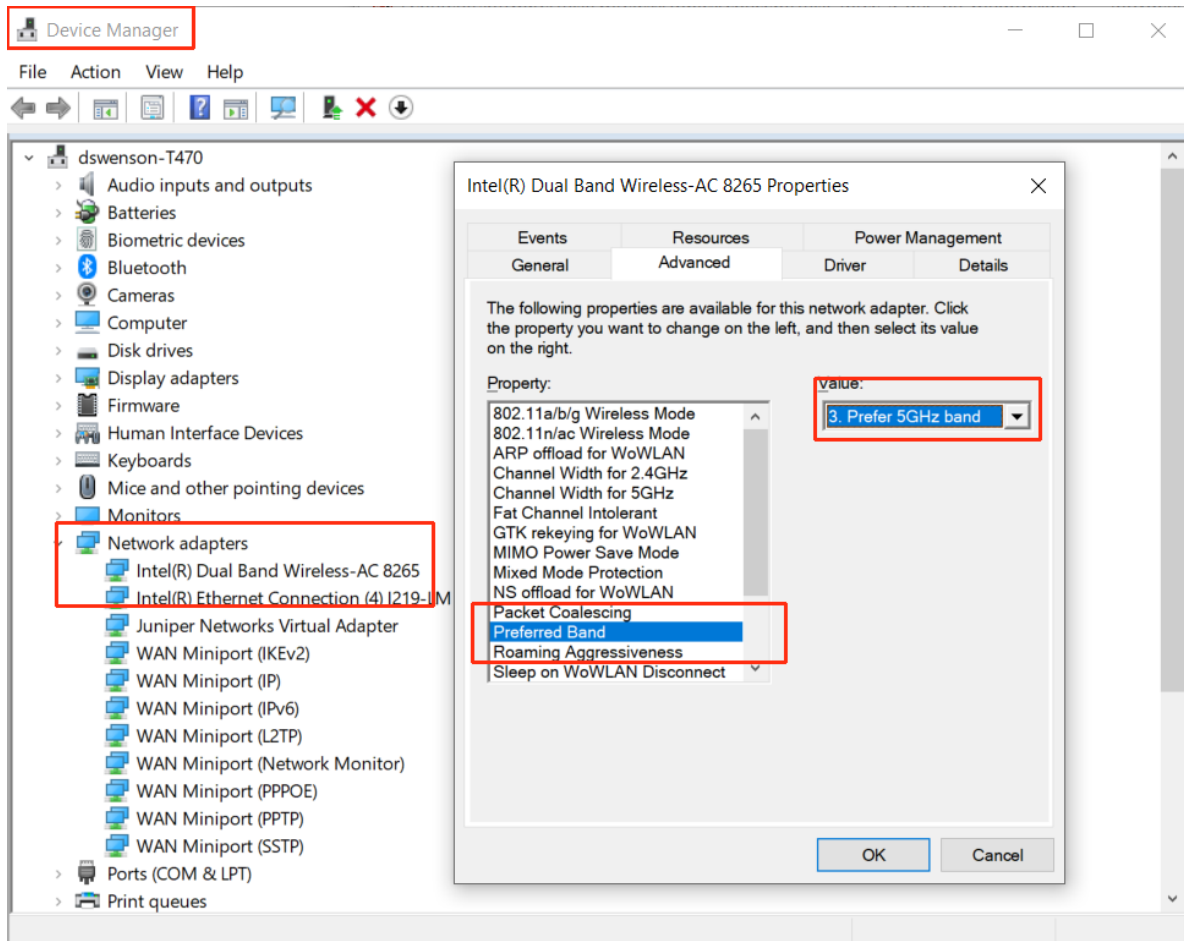 Device Manager
File Action View Help
dswenson-T470
Audio inputs and outputs
Batteries
Biometric devices
Bluetooth
Cameras
Computer
Disk drives
Display adapters
Firmware
Human Interface Devices
Keyboards
Mice and other pointing devices
Monitors
Network adapters
Intel(R) Dual Band Wireless-AC 8265
Intel(R) Ethernet Connection (4) I219-LM
Juniper Networks Virtual Adapter
WAN Miniport (IKEv2)
WAN Miniport (IP)
WAN Miniport (IPv6)
WAN Miniport (L2TP)
WAN Miniport (Network Monitor)
WAN Miniport (PPPOE)
WAN Miniport (PPTP)
WAN Miniport (SSTP)
Ports (COM & LPT)
Print queues
Intel(R) Dual Band Wireless-AC 8265 Properties
Events Resources Power Management
General Advanced Driver Details
The following properties are available for this network adapter. Click
the property you want to change on the left, and then select its value
on the right.
Property:
802.11a/b/g Wireless Mode
802.11n/ac Wireless Mode
ARP offload for WoWLAN
Channel Width for 2.4GHz
Channel Width for 5GHz
Fat Channel Intolerant
GTK rekeying for WoWLAN
MIMO Power Save Mode
Mixed Mode Protection
NS offload for WoWLAN
Packet Coalescing
Preferred Band
Roaming Aggressiveness
Sleep on WoWLAN Disconnect
Value:
3. Prefer 5GHz band
OK Cancel